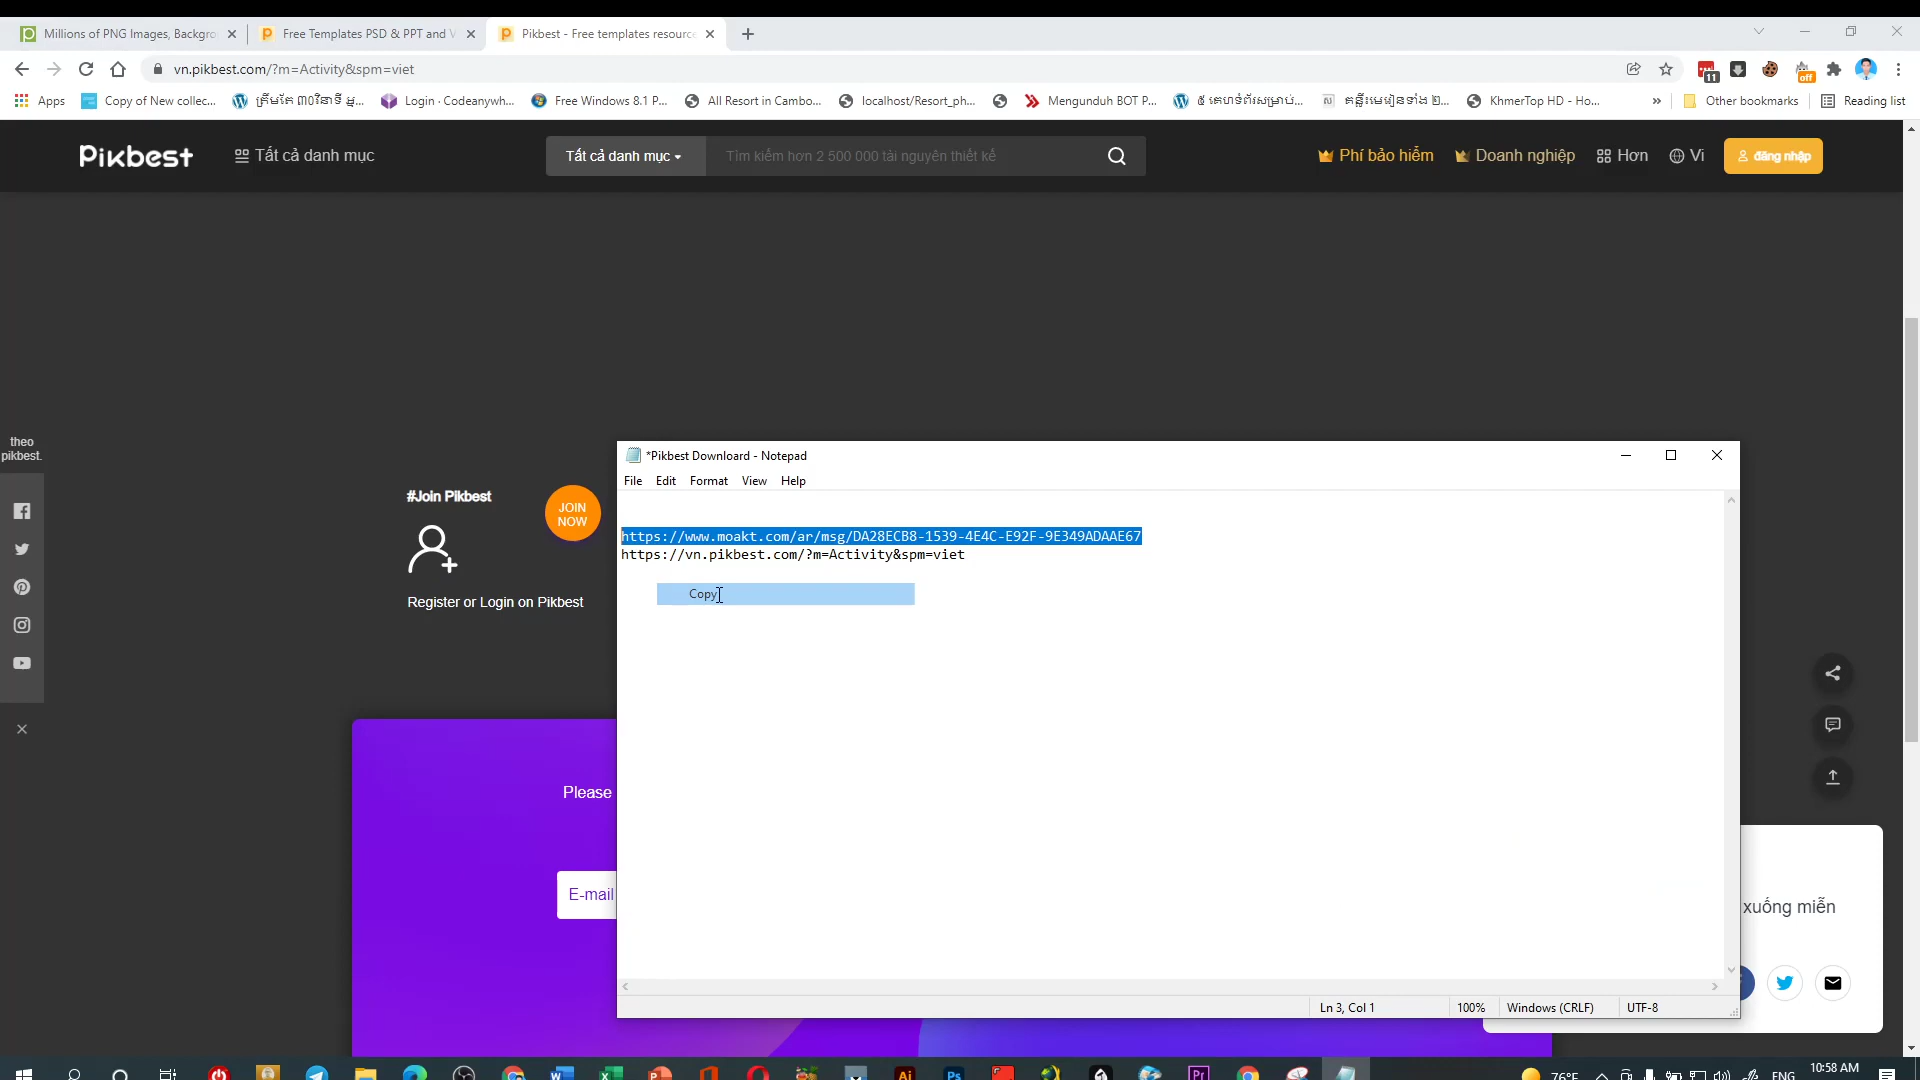 Millions of PNG Images, Backgro
Free Templates PSD & PPT and V
Pikbest - Free templates resource
vn.pikbest.com/?m=Activity&spm=viet
11
off
Apps
Copy of New collec...
Login · Codeanywh...
Free Windows 8.1 P...
All Resort in Cambo...
localhost/Resort_ph...
Mengunduh BOT P...
KhmerTop HD - Ho...
»
Other bookmarks
Reading list
Pikbest
Tất cả danh mục
Tất cả danh mục
Tìm kiếm hơn 2 500 000 tài nguyên thiết kế
Phí bảo hiểm
Doanh nghiệp
Hơn
Vi
đăng nhập
theo
pikbest.
#Join Pikbest
JOIN
NOW
Register or Login on Pikbest
*Pikbest Downloard - Notepad
File Edit Format View Help
https://www.moakt.com/ar/msg/DA28ECB8-1539-4E4C-E92F-9E349ADAAE67
https://vn.pikbest.com/?m=Activity&spm=viet
Copy
Please
E-mail
xuống miễn
Ln 3, Col 1
100%
Windows (CRLF)
UTF-8
76°F
ENG
10:58 AM